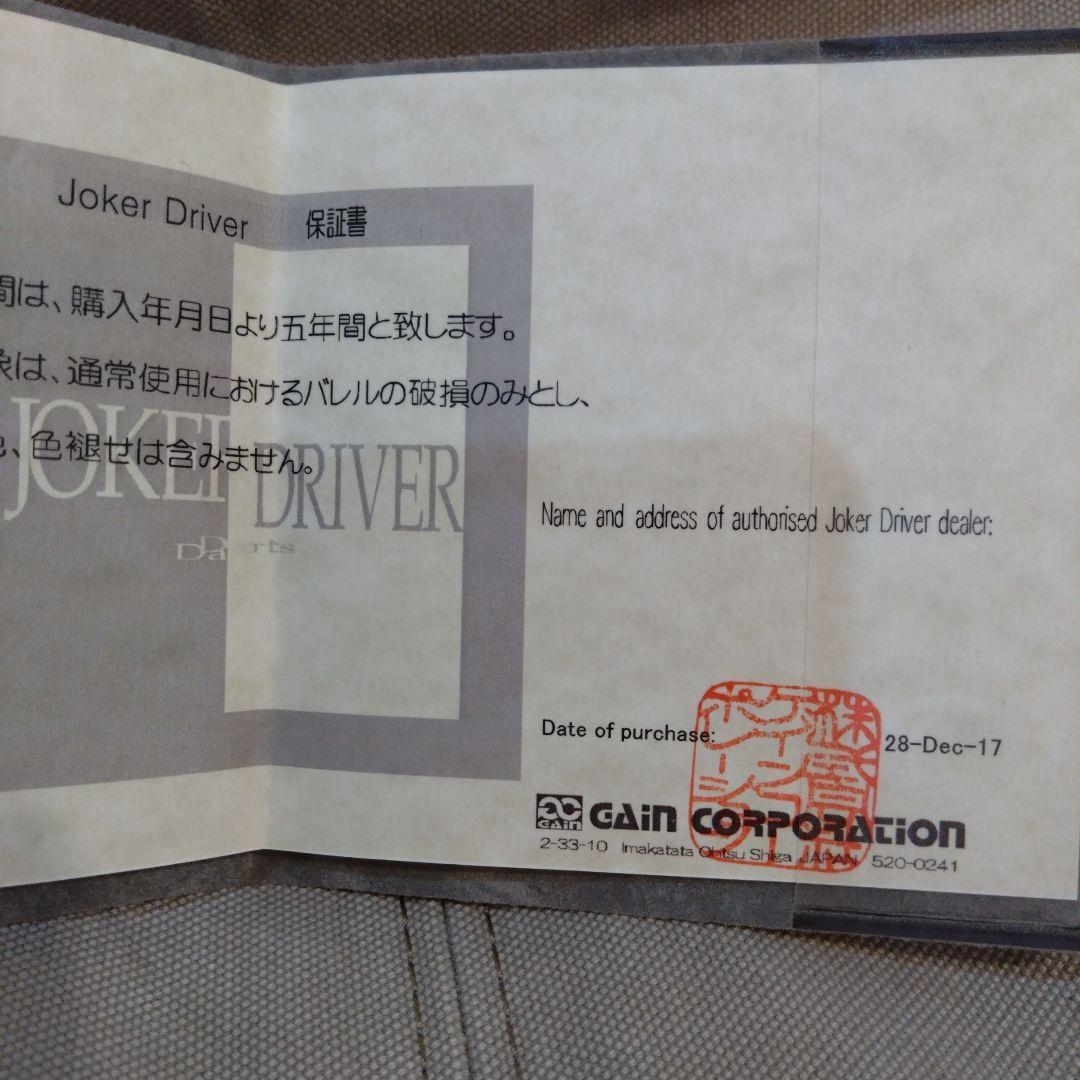 Joker Driver 保証書
間は、購入年月日より五年間と致します。
象は、通常使用におけるバレルの破損のみとし、
、色褪せは含みません。
JOKER DRIVER
Darts
Name and address of authorised Joker Driver dealer:
Date of purchase: 28-Dec-17
GAIN
GAIN CORPORATION
2-33-10 Imakatata Ohtsu Shiga JAPAN 520-0241